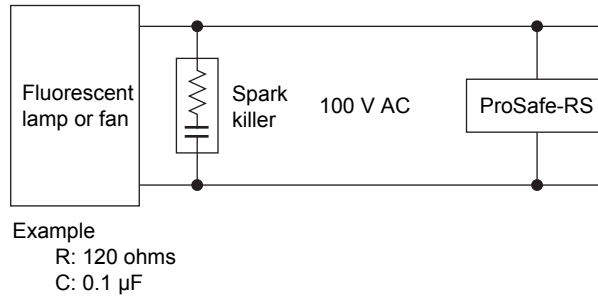 Fluorescent
lamp or fan
Spark
killer
100 V AC
ProSafe-RS
Example
R: 120 ohms
C: 0.1 µF